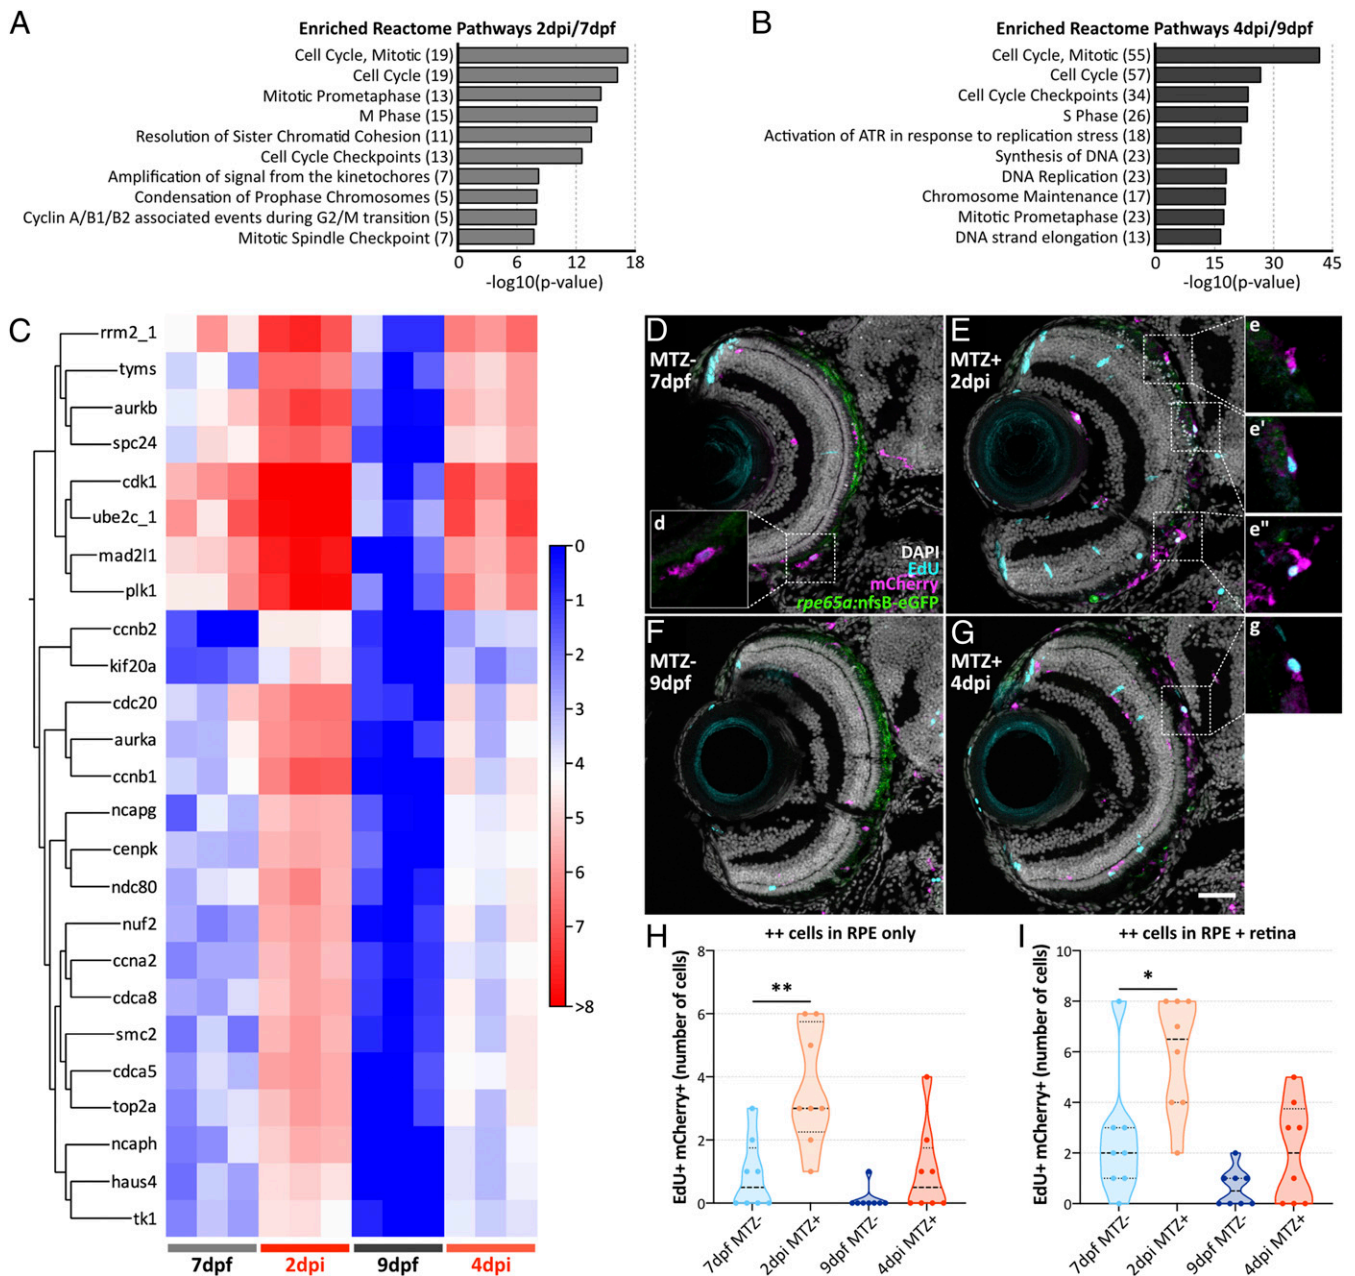 A
Enriched Reactome Pathways 2dpi/7dpf
Cell Cycle, Mitotic (19)
Cell Cycle (19)
Mitotic Prometaphase (13)
M Phase (15)
Resolution of Sister Chromatid Cohesion (11)
Cell Cycle Checkpoints (13)
Amplification of signal from the kinetochores (7)
Condensation of Prophase Chromosomes (5)
Cyclin A/B1/B2 associated events during G2/M transition (5)
Mitotic Spindle Checkpoint (7)
0 6 12 18
-log10(p-value)
B
Enriched Reactome Pathways 4dpi/9dpf
Cell Cycle, Mitotic (55)
Cell Cycle (57)
Cell Cycle Checkpoints (34)
S Phase (26)
Activation of ATR in response to replication stress (18)
Synthesis of DNA (23)
DNA Replication (23)
Chromosome Maintenance (17)
Mitotic Prometaphase (23)
DNA strand elongation (13)
0 15 30 45
-log10(p-value)
C
rrm2_1
tyms
aurkb
spc24
cdk1
ube2c_1
mad2l1
plk1
ccnb2
kif20a
cdc20
aurka
ccnb1
ncapg
cenpk
ndc80
nuf2
ccna2
cdca8
smc2
cdca5
top2a
ncaph
haus4
tk1
7dpf 2dpi 9dpf 4dpi
0
1
2
3
4
5
6
7
>8
D
MTZ-
7dpf
d
DAPI
EdU
mCherry
rpe65a:nfsB-eGFP
E
MTZ+
2dpi
e
e'
e"
F
MTZ-
9dpf
G
MTZ+
4dpi
g
H
++ cells in RPE only
EdU+ mCherry+ (number of cells)
8
6
4
2
0
**
7dpf MTZ-
2dpi MTZ+
9dpf MTZ-
4dpi MTZ+
I
++ cells in RPE + retina
EdU+ mCherry+ (number of cells)
10
8
6
4
2
0
*
7dpf MTZ-
2dpi MTZ+
9dpf MTZ-
4dpi MTZ+